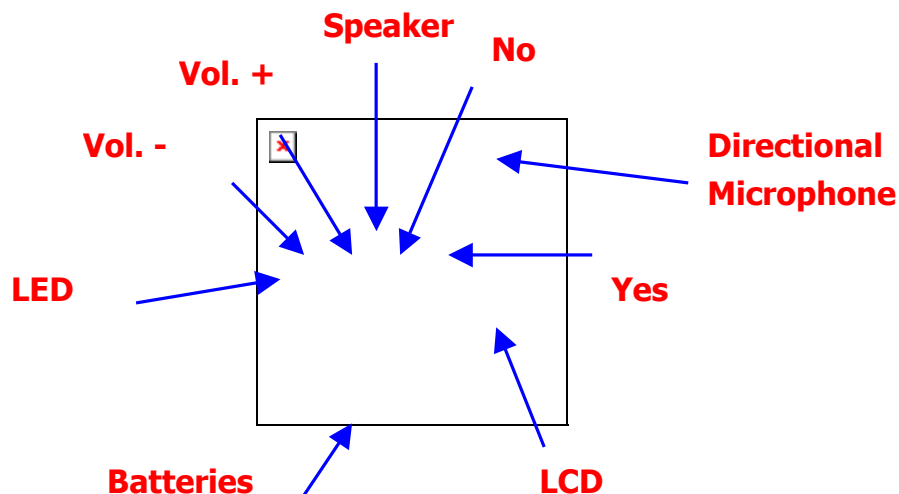 Speaker
No
Vol. +
Vol. -
Directional
Microphone
LED
Yes
Batteries
LCD